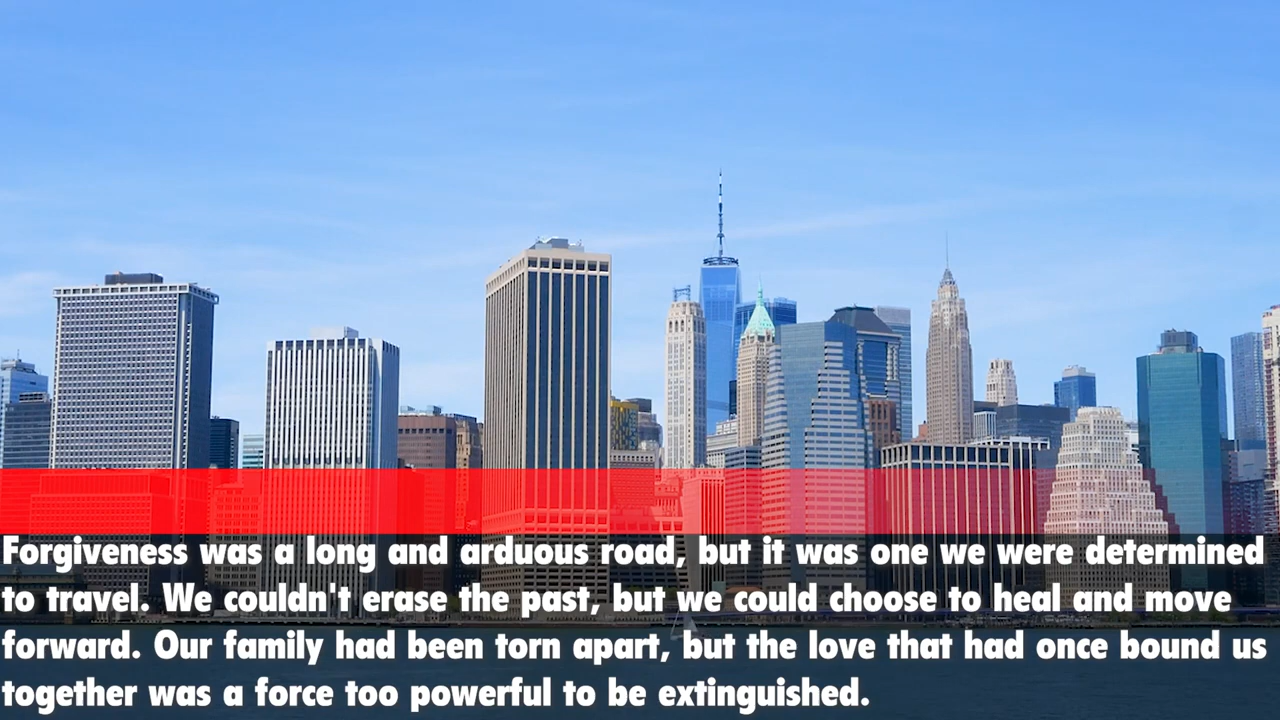 Forgiveness was a long and arduous road, but it was one we were determined
to travel. We couldn't erase the past, but we could choose to heal and move
forward. Our family had been torn apart, but the love that had once bound us
together was a force too powerful to be extinguished.